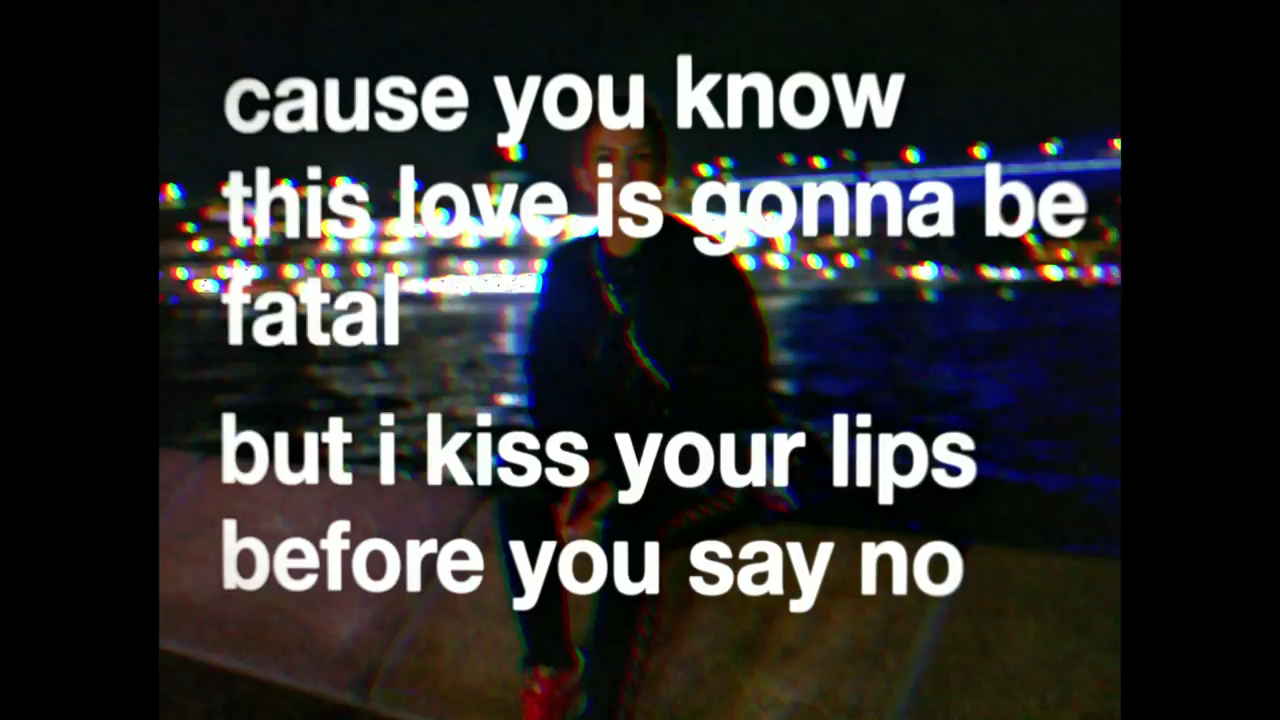 cause you know
this love is gonna be
fatal
but i kiss your lips
before you say no